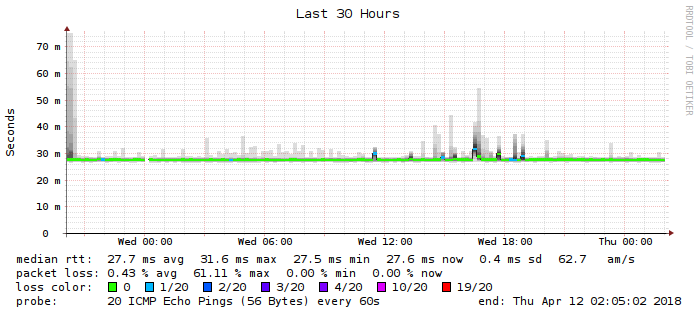 Last 30 Hours
RRDTOOL / TOBI OETIKER
Seconds
70 m
60 m
50 m
40 m
30 m
20 m
10 m
0
Wed 00:00 Wed 06:00 Wed 12:00 Wed 18:00 Thu 00:00
median rtt: 27.7 ms avg 31.6 ms max 27.5 ms min 27.6 ms now 0.4 ms sd 62.7 am/s
packet loss: 0.43 % avg 61.11 % max 0.00 % min 0.00 % now
loss color: 0 1/20 2/20 3/20 4/20 10/20 19/20
probe: 20 ICMP Echo Pings (56 Bytes) every 60s end: Thu Apr 12 02:05:02 2018